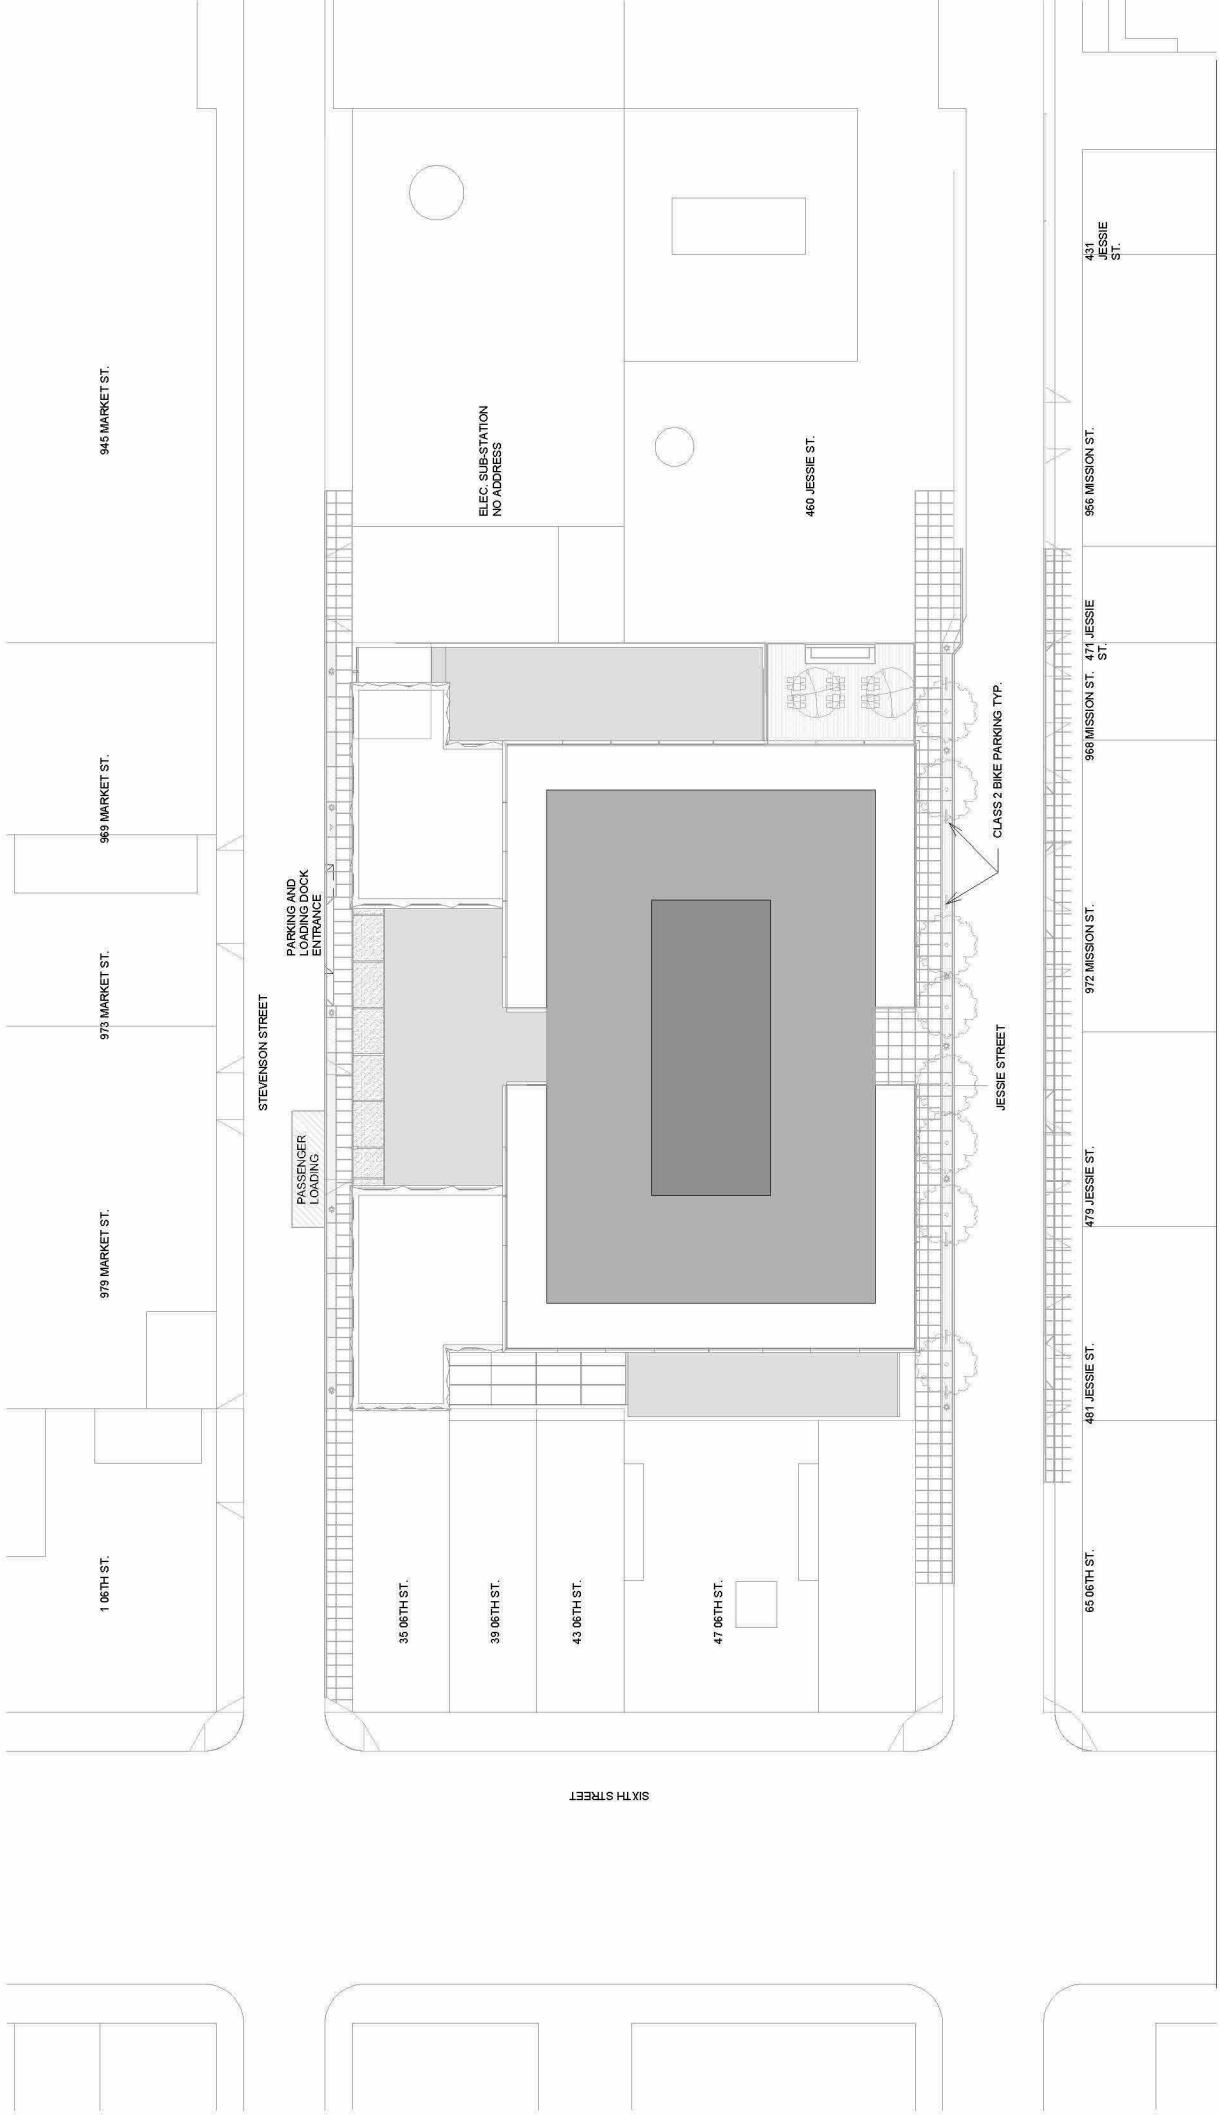 1 06TH ST.
979 MARKET ST.
973 MARKET ST.
969 MARKET ST.
945 MARKET ST.
STEVENSON STREET
PASSENGER
LOADING
PARKING AND
LOADING DOCK
ENTRANCE
35 06TH ST.
39 06TH ST.
43 06TH ST.
47 06TH ST.
ELEC. SUB-STATION
NO ADDRESS
460 JESSIE ST.
SIXTH STREET
JESSIE STREET
CLASS 2 BIKE PARKING TYP.
65 06TH ST.
481 JESSIE ST.
479 JESSIE ST.
972 MISSION ST.
968 MISSION ST.
471 JESSIE
ST.
956 MISSION ST.
431
JESSIE
ST.